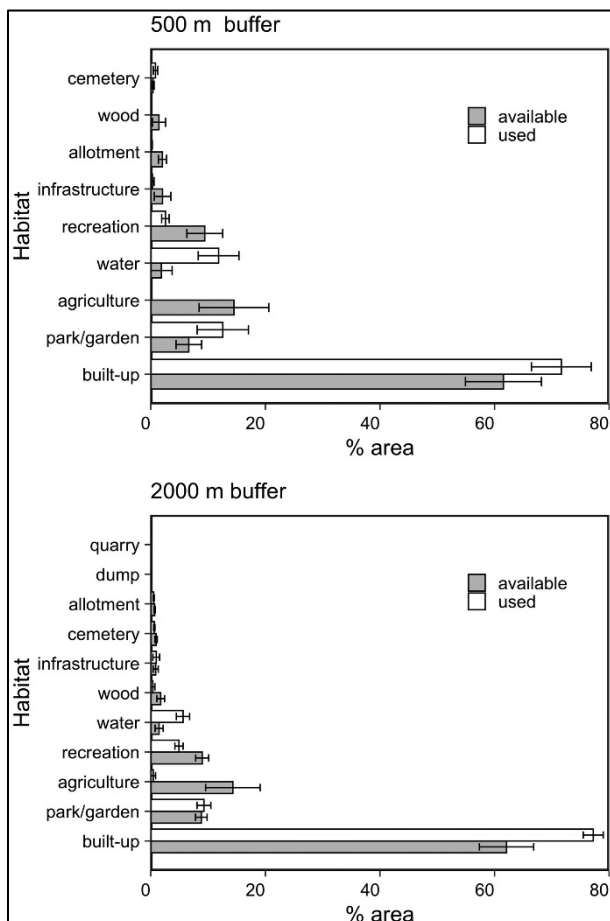 500 m buffer
cemetery
wood
allotment
infrastructure
recreation
water
agriculture
park/garden
built-up
Habitat
available
used
0 20 40 60 80
% area
2000 m buffer
quarry
dump
allotment
cemetery
infrastructure
wood
water
recreation
agriculture
park/garden
built-up
Habitat
available
used
0 20 40 60 80
% area